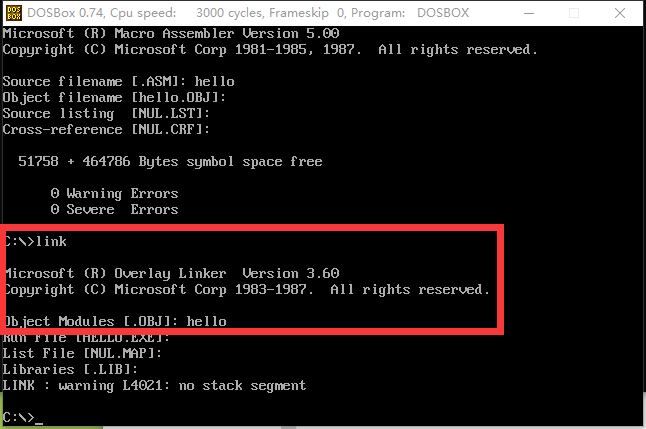 DOSBox 0.74, Cpu speed: 3000 cycles, Frameskip 0, Program: DOSBOX
Microsoft (R) Macro Assembler Version 5.00
Copyright (C) Microsoft Corp 1981-1985, 1987. All rights reserved.
Source filename [.ASM]: hello
Object filename [hello.OBJ]:
Source listing [NUL.LST]:
Cross-reference [NUL.CRF]:
51758 + 464786 Bytes symbol space free
0 Warning Errors
0 Severe Errors
C:\>link
Microsoft (R) Overlay Linker Version 3.60
Copyright (C) Microsoft Corp 1983-1987. All rights reserved.
Object Modules [.OBJ]: hello
Run File [HELLO.EXE]:
List File [NUL.MAP]:
Libraries [.LIB]:
LINK : warning L4021: no stack segment
C:\>_